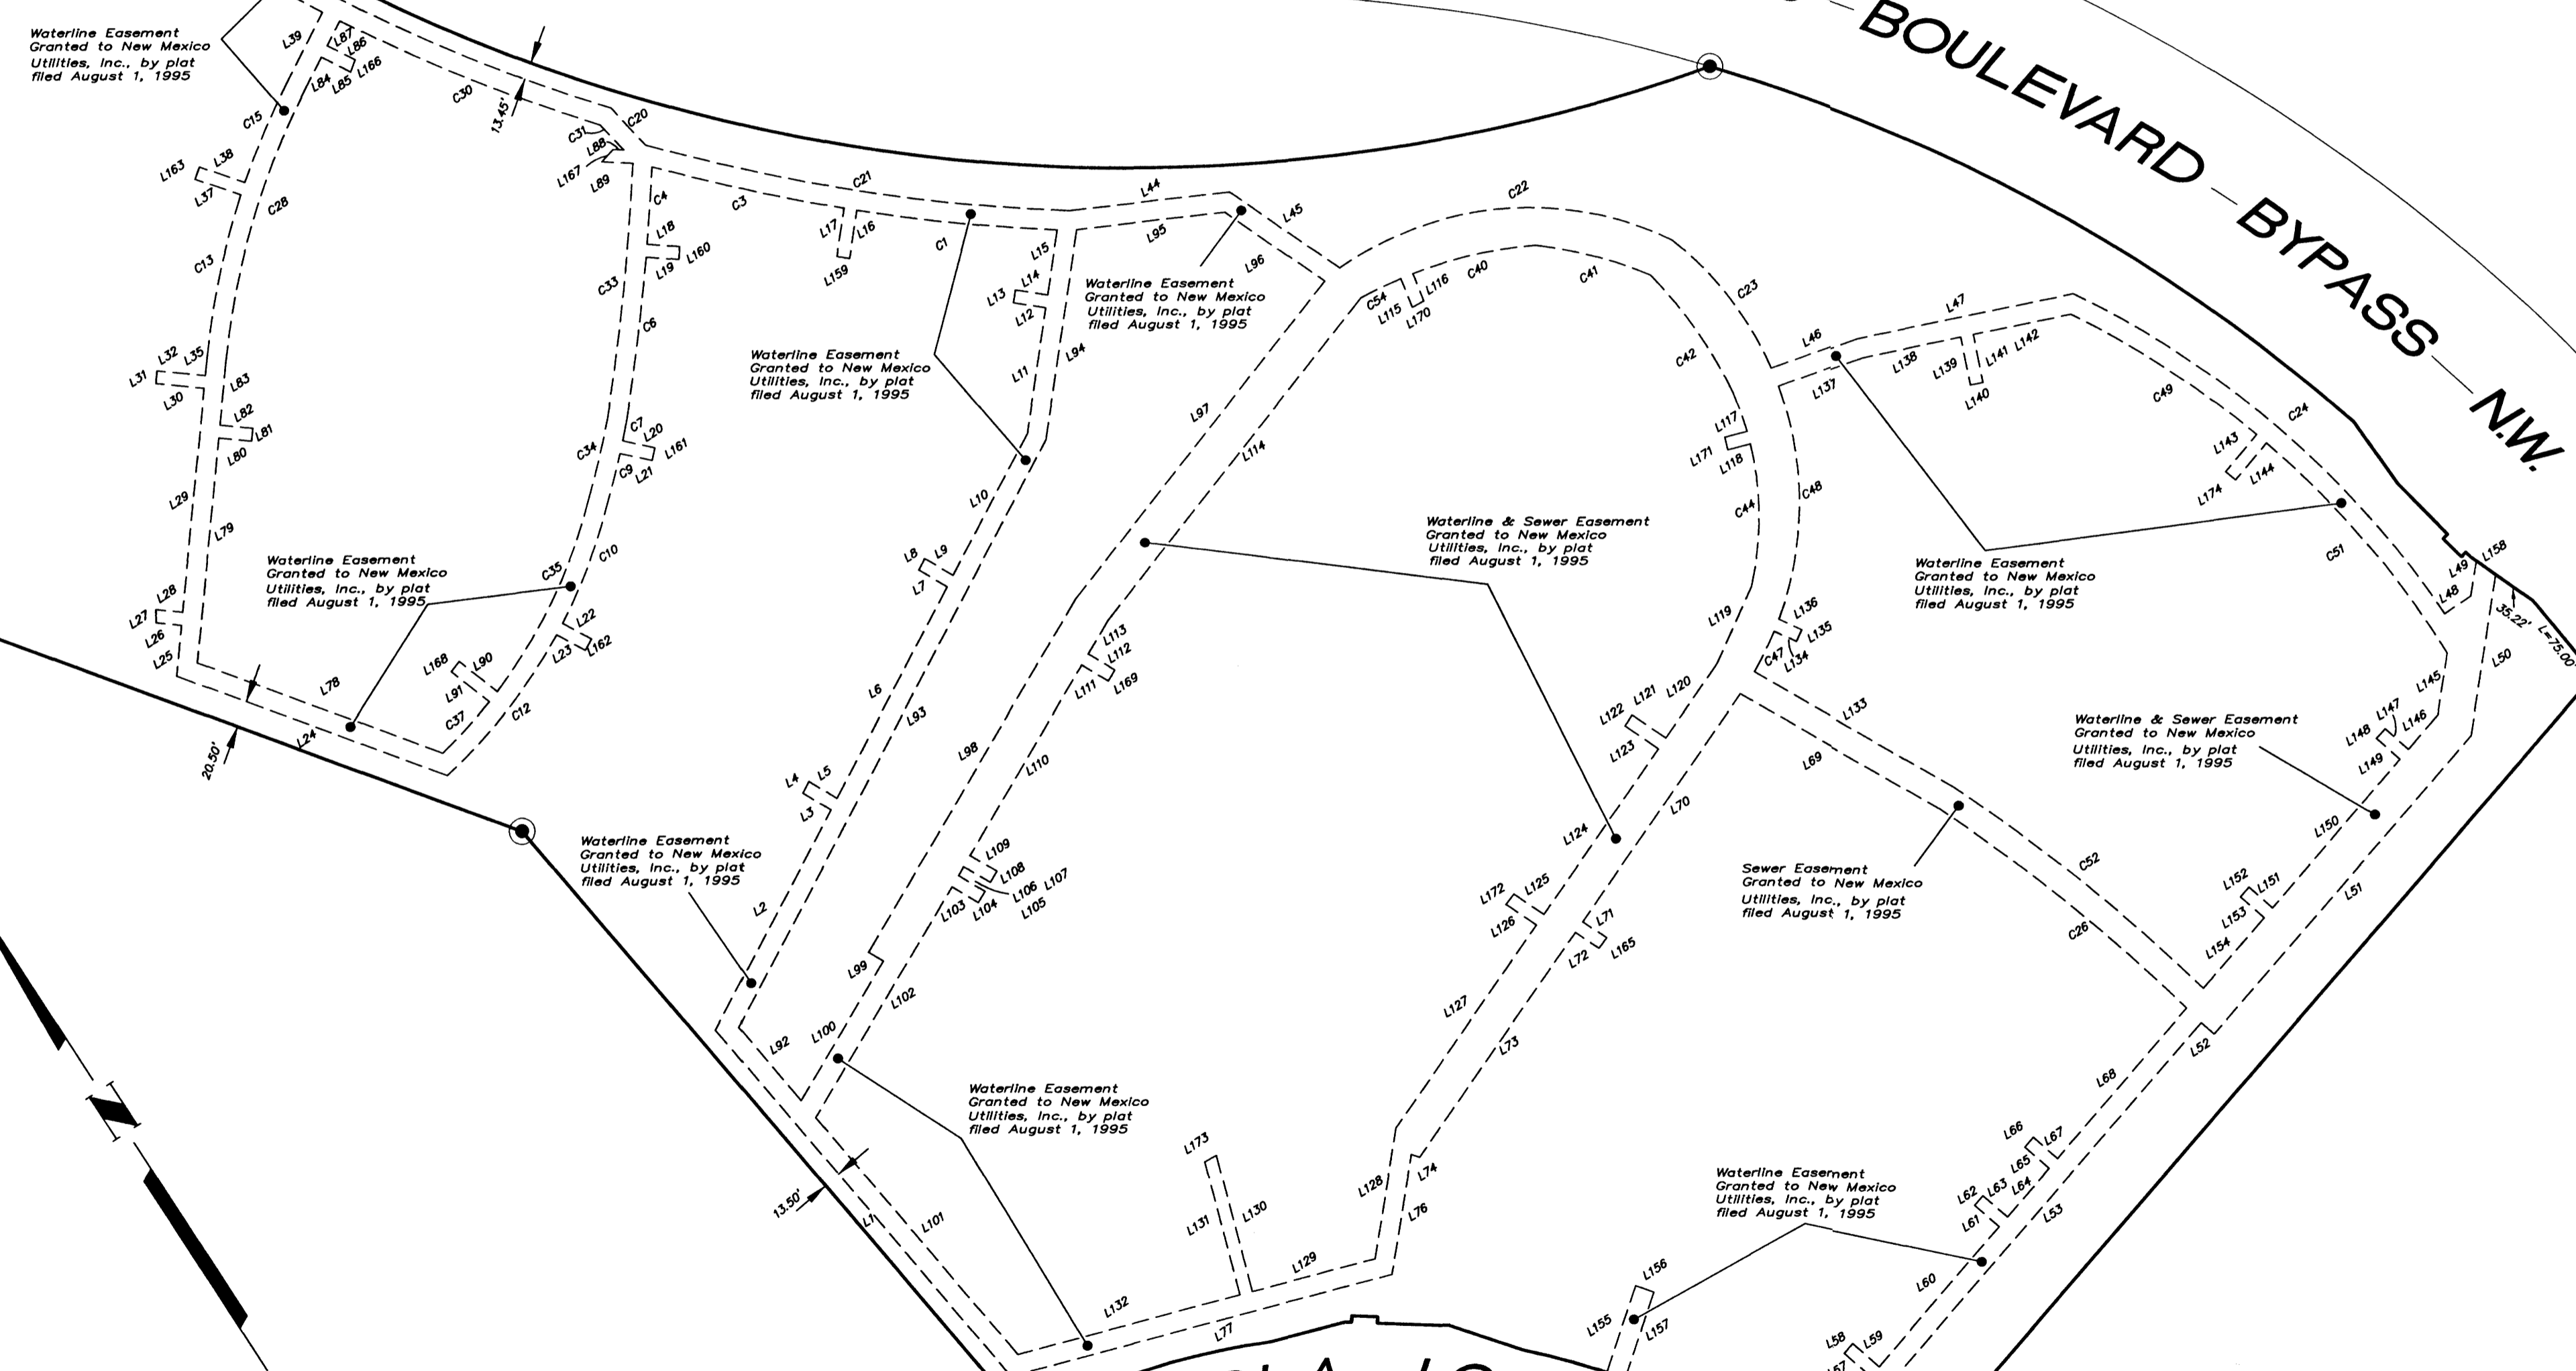 BOULEVARD BYPASS N.W.
Waterline Easement
Granted to New Mexico
Utilities, Inc., by plat
filed August 1, 1995
L39
L87
L86
L84
L85
L166
C15
C30
13.45'
C31
C20
L88
L167
L89
L163
L38
L37
C28
C4
C3
C21
L44
L45
C22
L18
L160
L19
L17
L16
L159
C1
L15
L14
L13
L12
L95
L96
Waterline Easement
Granted to New Mexico
Utilities, Inc., by plat
filed August 1, 1995
C13
C33
C6
C54
L115
L116
L170
C40
C41
C23
L46
L47
L32
L35
L31
L30
L83
L82
L81
L80
Waterline Easement
Granted to New Mexico
Utilities, Inc., by plat
filed August 1, 1995
L11
L94
C42
L137
L138
L139
L140
L141
L142
C49
C24
C34
C7
L20
L161
C9
L21
L97
L114
L117
L171
L118
C44
C48
L143
L144
L174
L29
L79
L10
Waterline & Sewer Easement
Granted to New Mexico
Utilities, Inc., by plat
filed August 1, 1995
Waterline Easement
Granted to New Mexico
Utilities, Inc., by plat
filed August 1, 1995
C51
L158
L49
L48
35.22'
L=75.00'
L50
Waterline Easement
Granted to New Mexico
Utilities, Inc., by plat
filed August 1, 1995
C35
C10
L8
L9
L7
L28
L27
L26
L25
L22
L23
L162
L168
L90
L91
C37
C12
L78
L24
20.50'
L6
L93
L113
L112
L111
L169
L119
L136
L135
L134
C47
L120
L121
L122
L123
L133
L69
L145
L147
L146
L148
L149
Waterline & Sewer Easement
Granted to New Mexico
Utilities, Inc., by plat
filed August 1, 1995
L98
L110
L4
L5
L3
L70
L124
L150
Waterline Easement
Granted to New Mexico
Utilities, Inc., by plat
filed August 1, 1995
L109
L108
L107
L106
L105
L104
L103
L2
L172
L125
L126
L71
L72
L165
Sewer Easement
Granted to New Mexico
Utilities, Inc., by plat
filed August 1, 1995
C52
C26
L152
L151
L153
L154
L51
L99
L102
L100
L92
L127
L73
L52
L68
N
Waterline Easement
Granted to New Mexico
Utilities, Inc., by plat
filed August 1, 1995
L173
L128
L74
L76
L131
L130
13.50'
L1
L101
L129
L132
L77
Waterline Easement
Granted to New Mexico
Utilities, Inc., by plat
filed August 1, 1995
L66
L67
L65
L64
L63
L62
L61
L53
L60
L156
L155
L157
L58
L59
L57